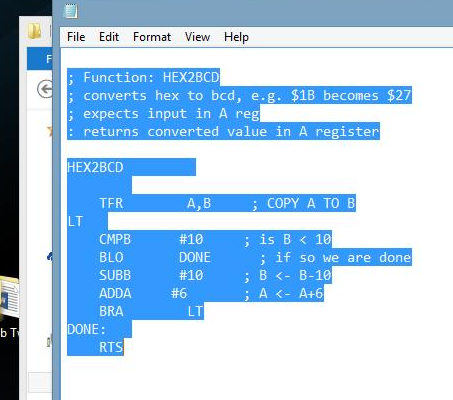 File Edit Format View Help
F
; Function: HEX2BCD
; converts hex to bcd, e.g. $1B becomes $27
; expects input in A reg
: returns converted value in A register
HEX2BCD
TFR A,B ; COPY A TO B
LT
CMPB #10 ; is B < 10
BLO DONE ; if so we are done
SUBB #10 ; B <- B-10
ADDA #6 ; A <- A+6
BRA LT
DONE:
RTS
b Tv